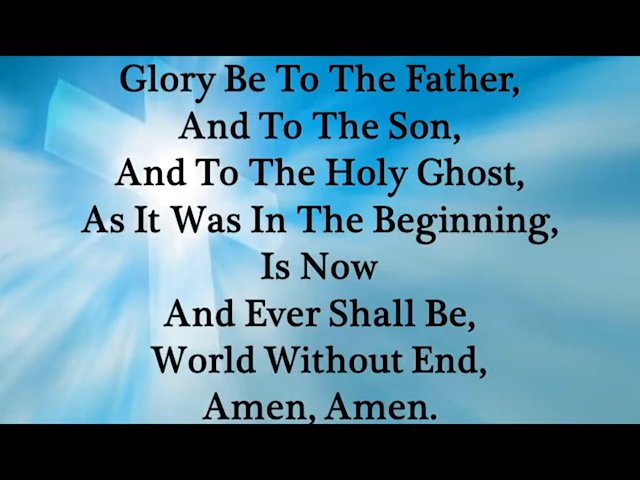 Glory Be To The Father,
And To The Son,
And To The Holy Ghost,
As It Was In The Beginning,
Is Now
And Ever Shall Be,
World Without End,
Amen, Amen.